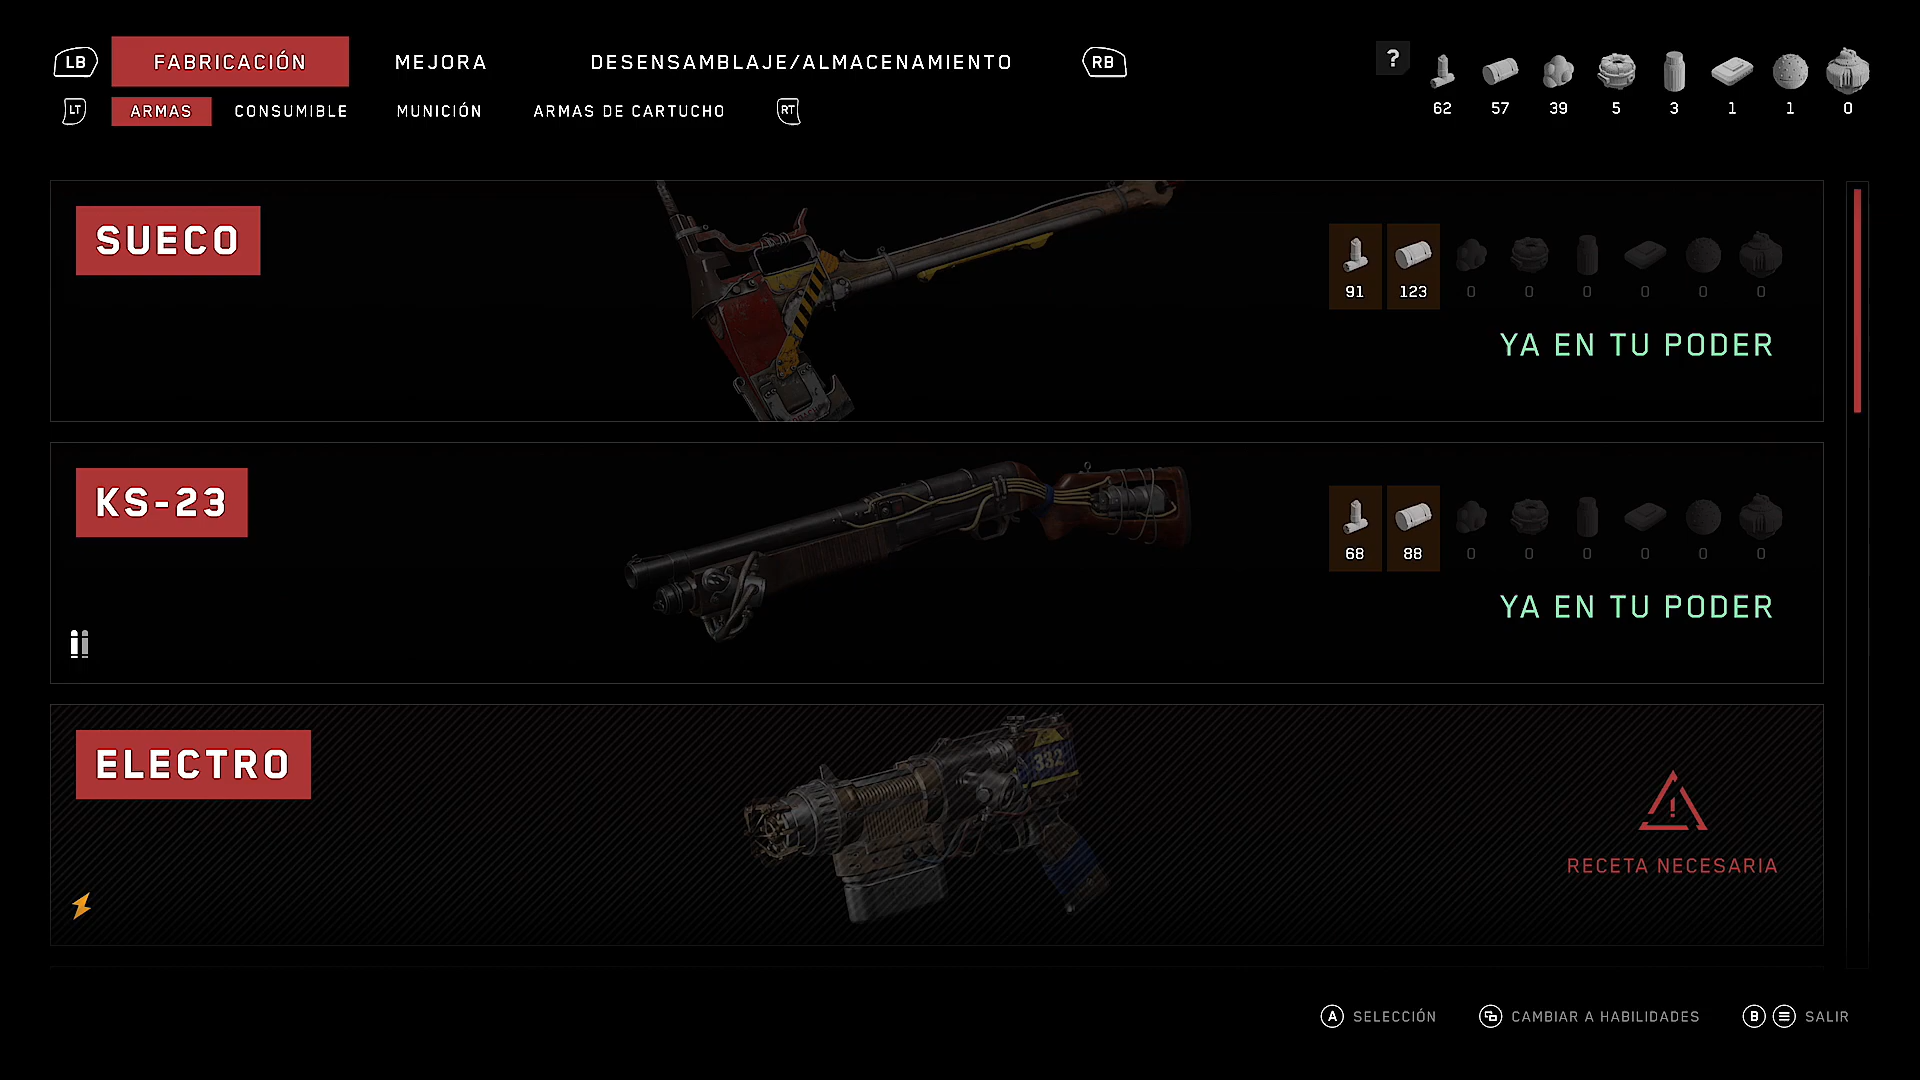 LB FABRICACIÓN MEJORA DESENSAMBLAJE/ALMACENAMIENTO RB ?
62 57 39 5 3 1 1 0
LT ARMAS CONSUMIBLE MUNICIÓN ARMAS DE CARTUCHO RT
SUECO
91 123 0 0 0 0 0 0
YA EN TU PODER
KS-23
68 88 0 0 0 0 0 0
YA EN TU PODER
ELECTRO
332
RECETA NECESARIA
A SELECCIÓN CAMBIAR A HABILIDADES B SALIR